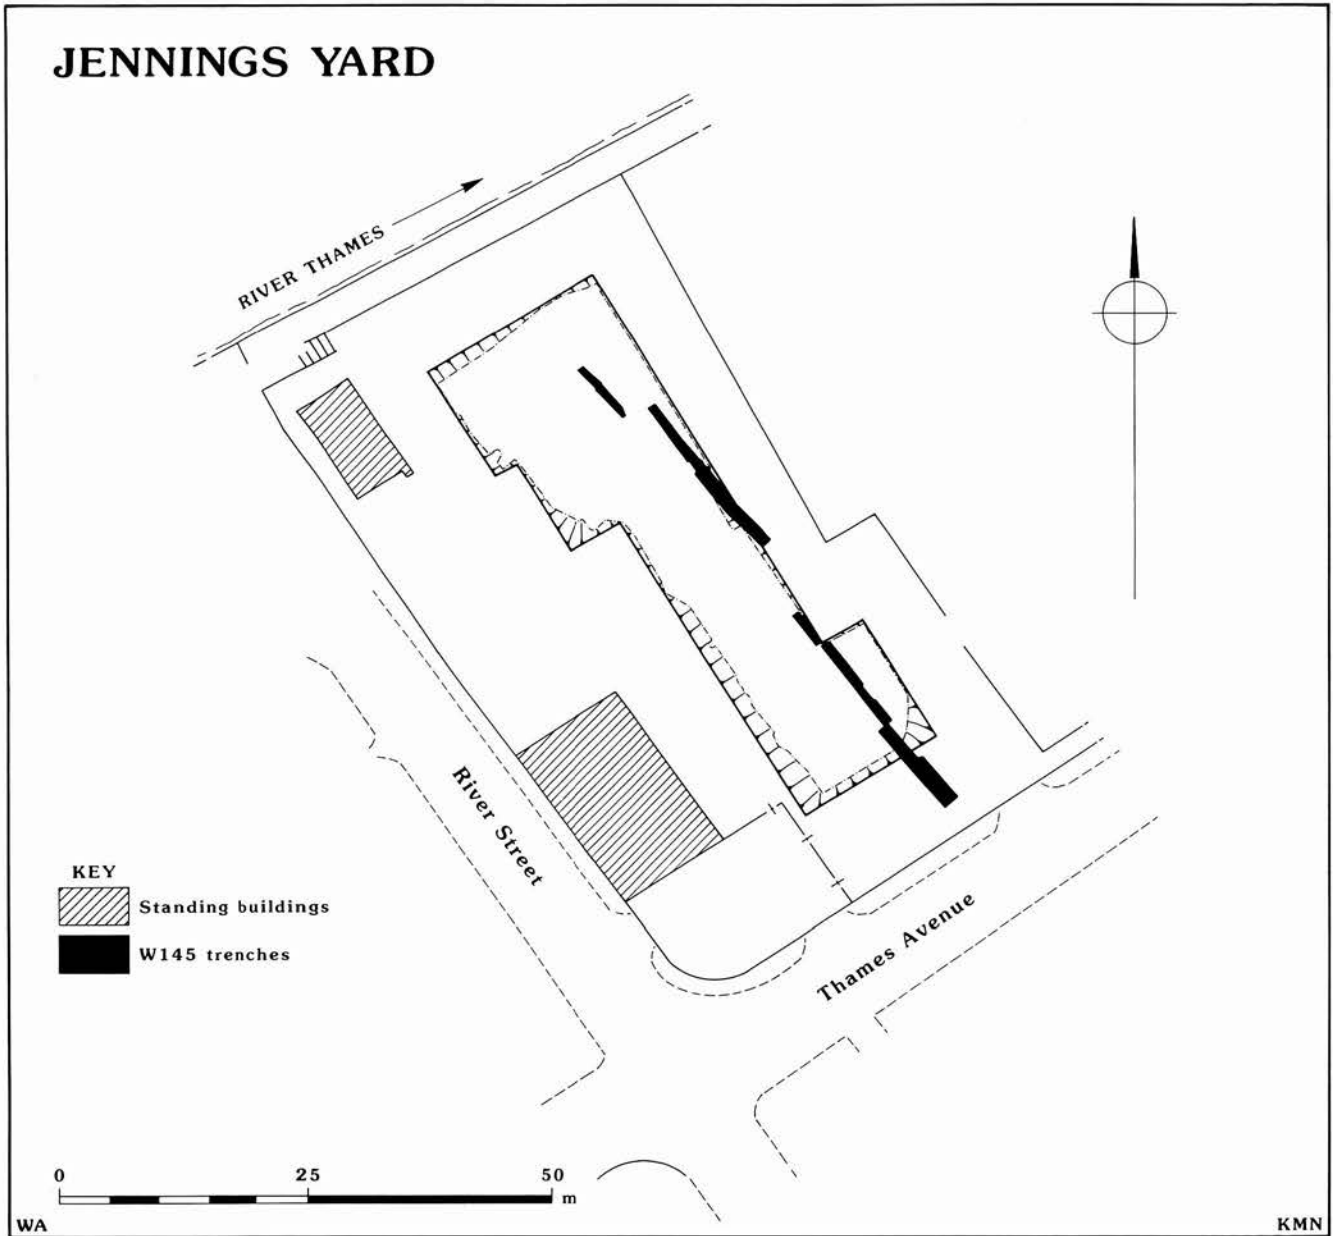 JENNINGS YARD
RIVER THAMES
River Street
Thames Avenue
KEY
Standing buildings
W145 trenches
0 25 50
m
WA
KMN